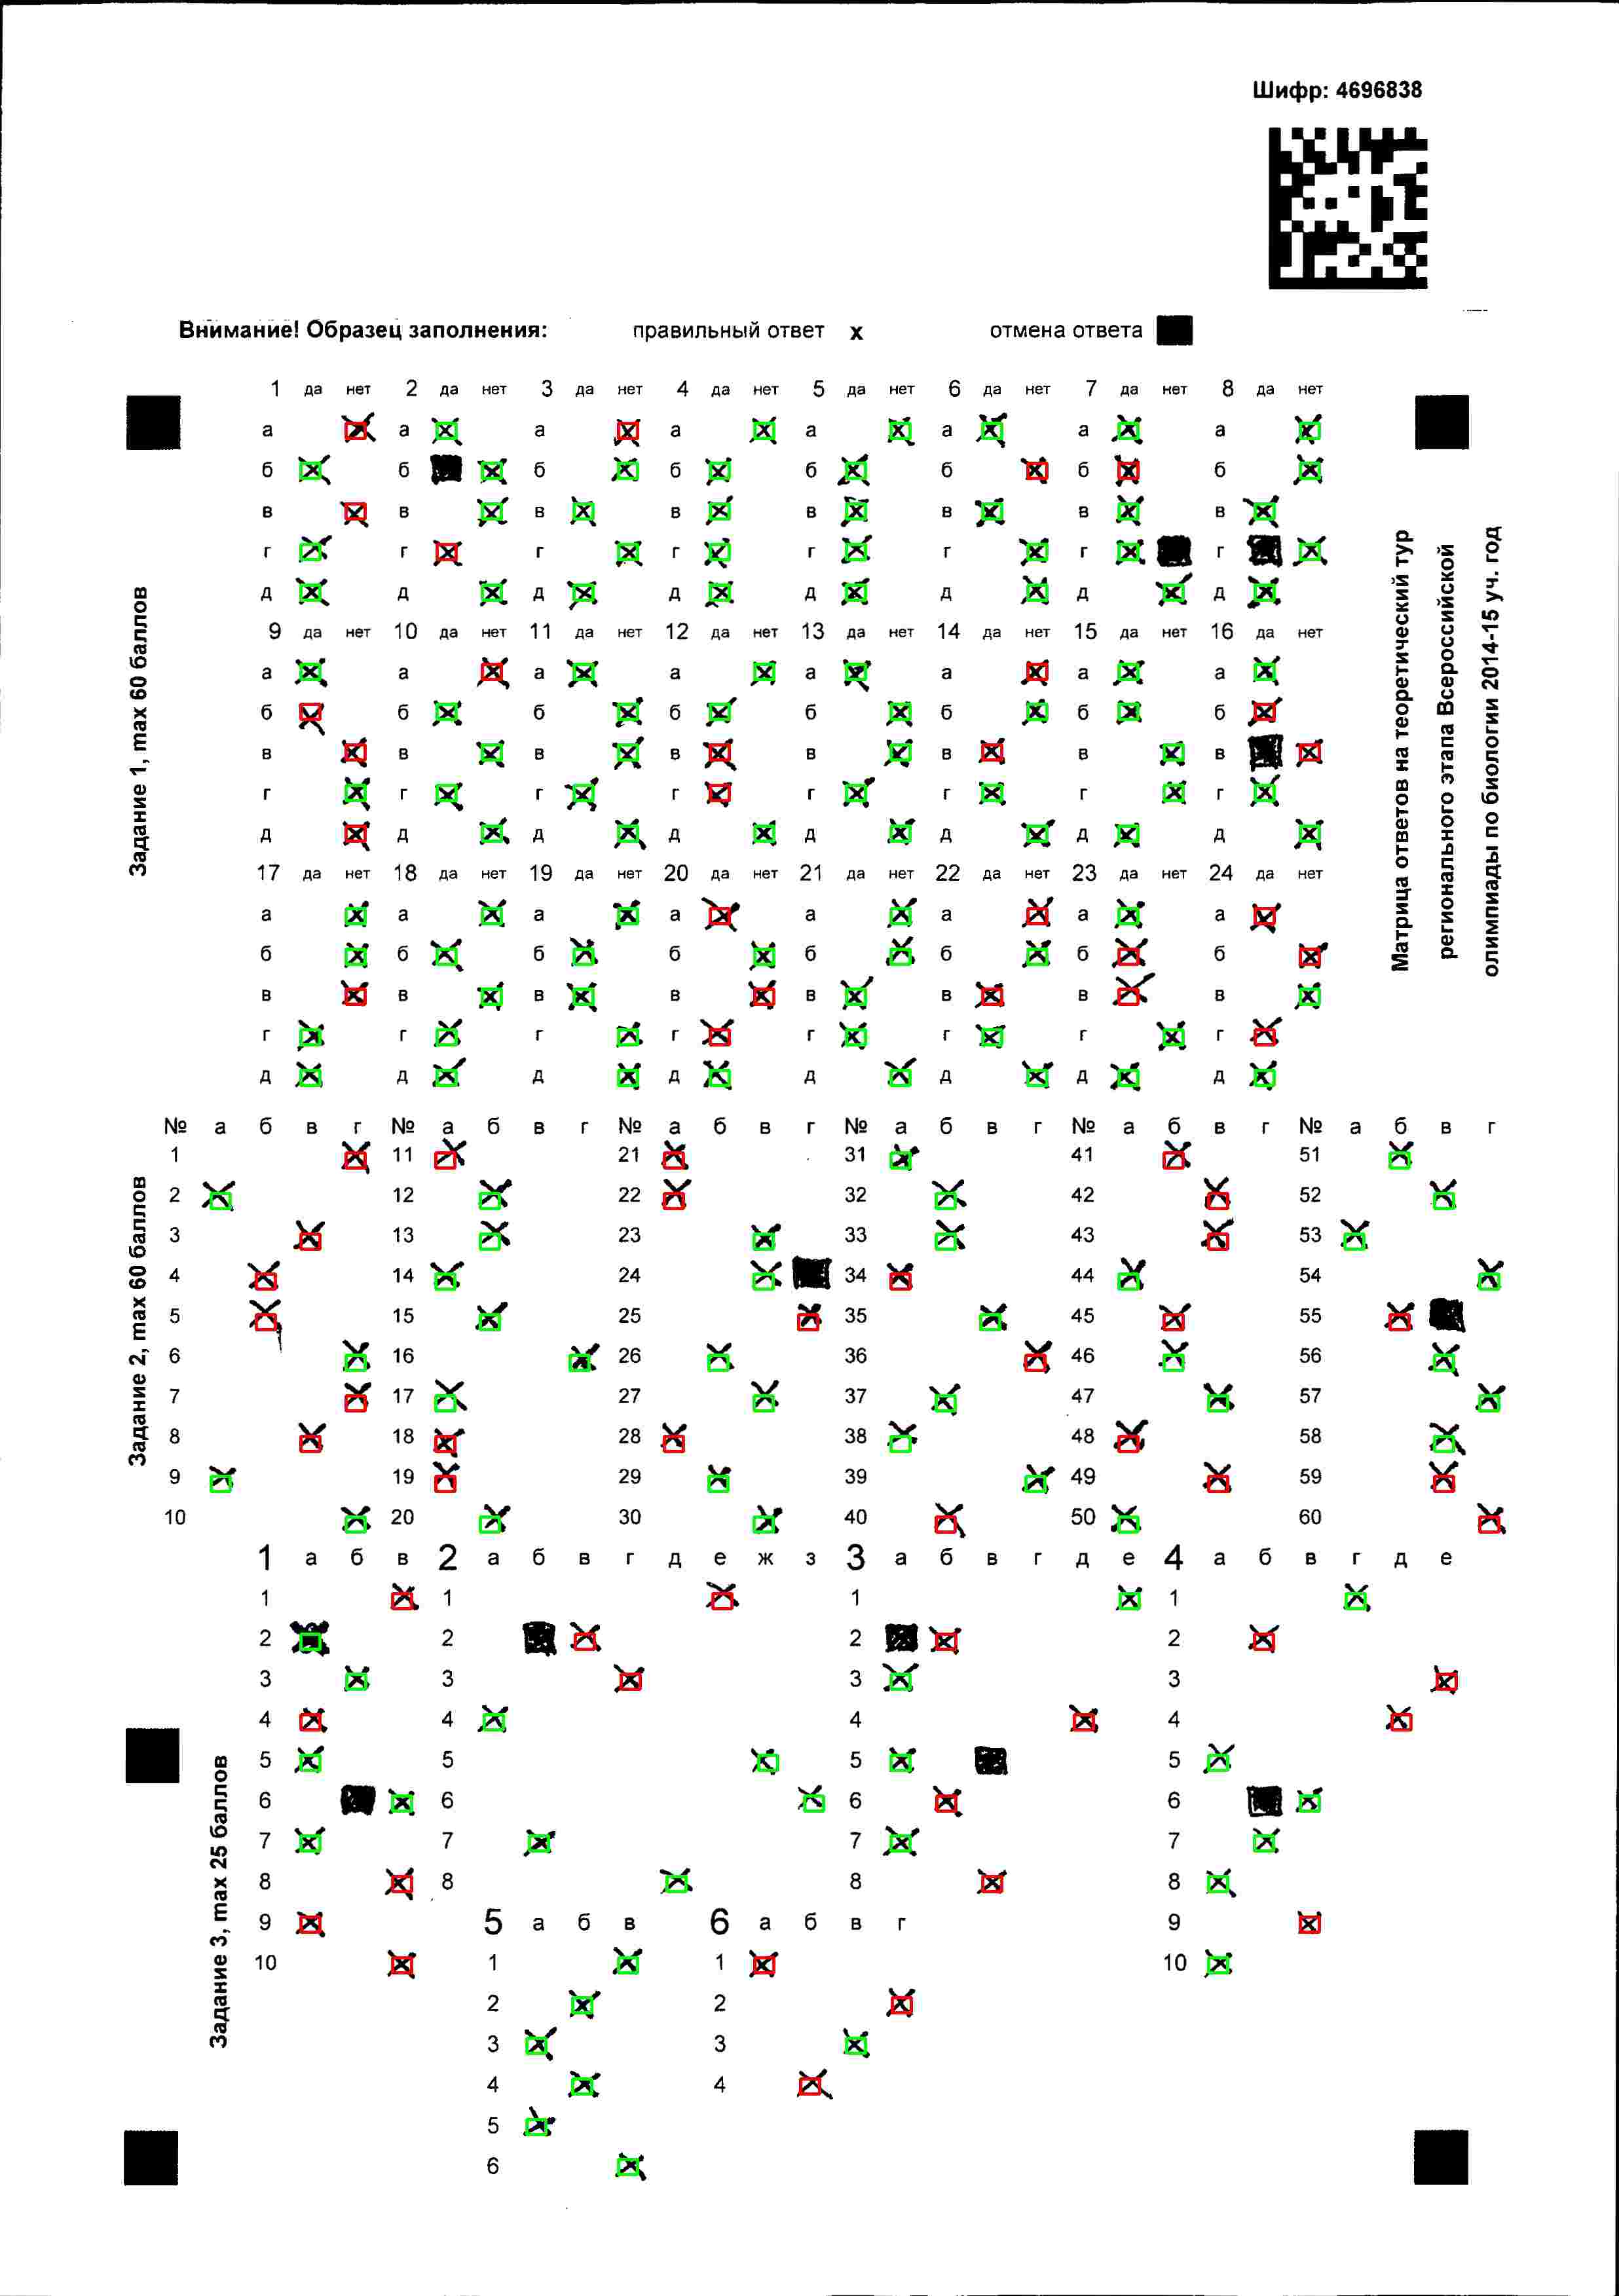 Шифр: 4696838
Внимание! Образец заполнения: правильный ответ х отмена ответа
1 да нет 2 да нет 3 да нет 4 да нет 5 да нет 6 да нет 7 да нет 8 да нет
а а а а а а а а
б б б б б б б б
в в в в в в в в
г г г г г г г г
д д д д д д д д
9 да нет 10 да нет 11 да нет 12 да нет 13 да нет 14 да нет 15 да нет 16 да нет
а а а а а а а а
б б б б б б б б
в в в в в в в в
г г г г г г г г
д д д д д д д д
17 да нет 18 да нет 19 да нет 20 да нет 21 да нет 22 да нет 23 да нет 24 да нет
а а а а а а а а
б б б б б б б б
в в в в в в в в
г г г г г г г г
д д д д д д д д
Задание 1, max 60 баллов
Матрица ответов на теоретический тур
регионального этапа Всероссийской
олимпиады по биологии 2014-15 уч. год
№ а б в г № а б в г № а б в г № а б в г № а б в г № а б в г
1 11 21 31 41 51
2 12 22 32 42 52
3 13 23 33 43 53
4 14 24 34 44 54
5 15 25 35 45 55
6 16 26 36 46 56
7 17 27 37 47 57
8 18 28 38 48 58
9 19 29 39 49 59
10 20 30 40 50 60
Задание 2, max 60 баллов
1 а б в 2 а б в г д е ж з 3 а б в г д е 4 а б в г д е
1 1 1 1
2 2 2 2
3 3 3 3
4 4 4 4
5 5 5 5
6 6 6 6
7 7 7 7
8 8 8 8
9 5 а б в 6 а б в г 9
10 1 1 10
2 2
3 3
4 4
5
6
Задание 3, max 25 баллов